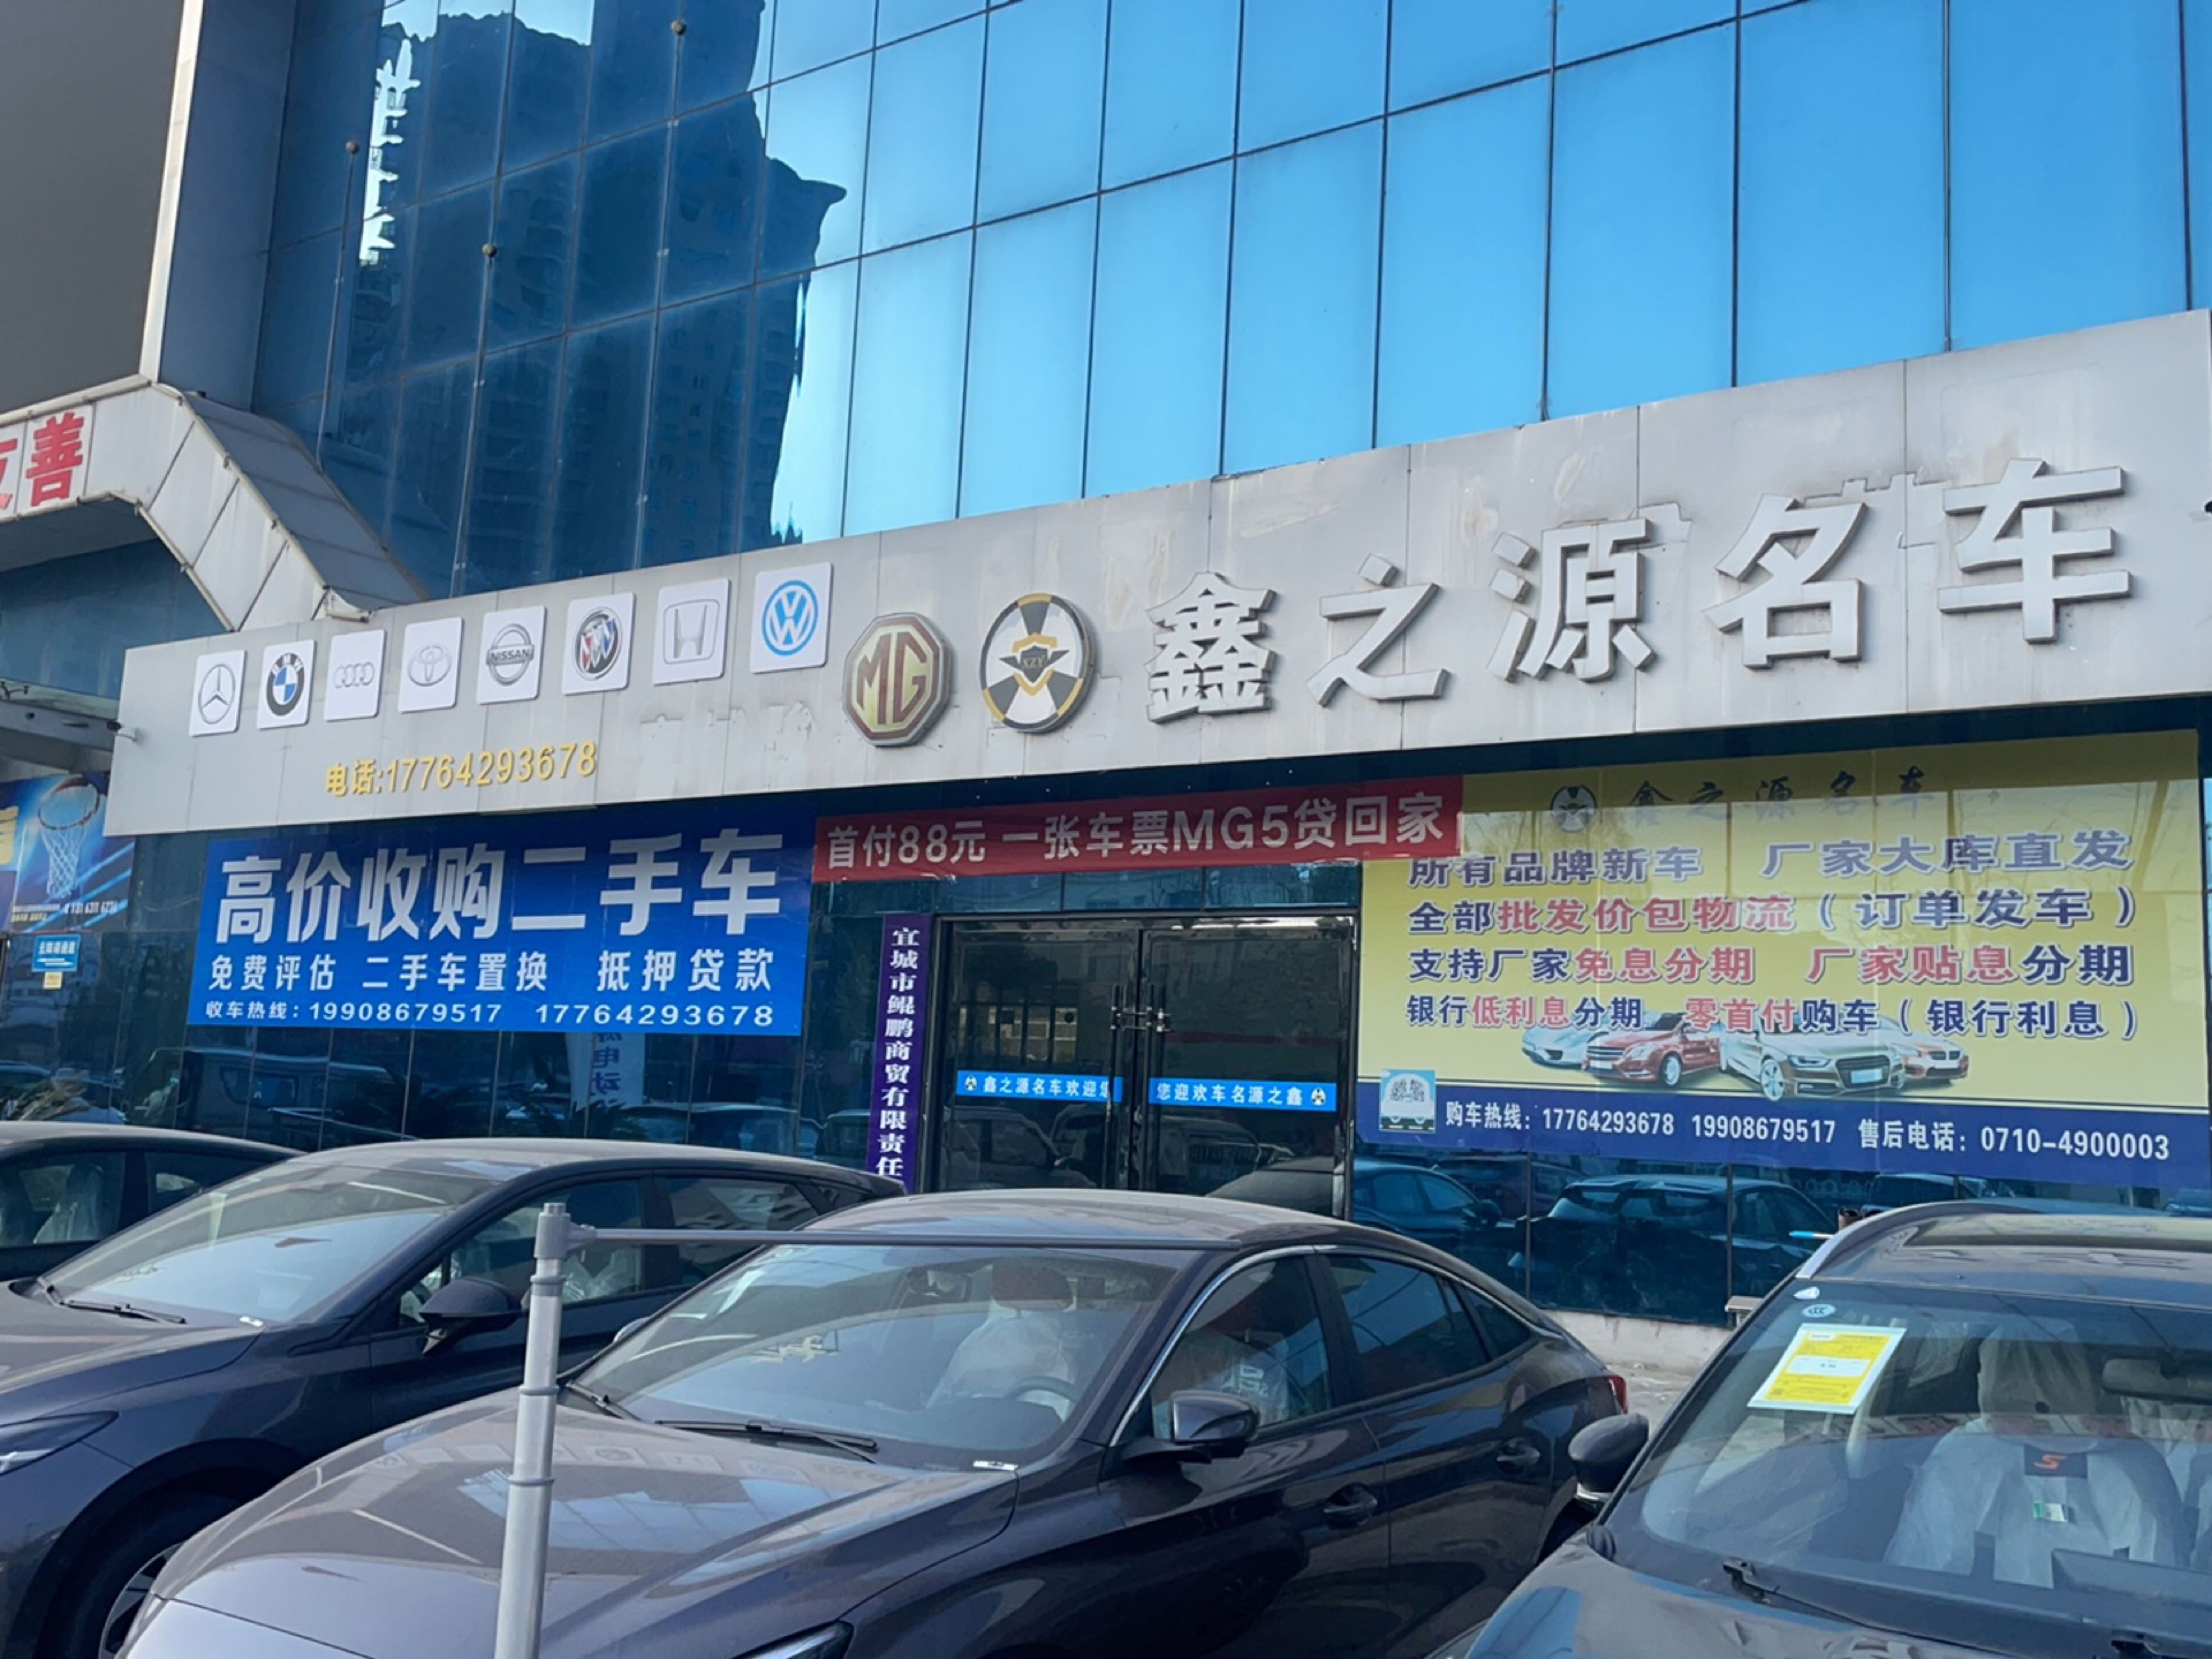 善
NISSAN
BMW
MG
XZY
鑫之源名车
电话:17764293678
高价收购二手车
免费评估 二手车置换 抵押贷款
收车热线：19908679517 17764293678
首付88元 一张车票MG5贷回家
宜城市鲲鹏商贸有限责任
鑫之源名车欢迎您
您迎欢车名源之鑫
鑫之源名车
所有品牌新车 厂家大库直发
全部批发价包物流（订单发车）
支持厂家免息分期 厂家贴息分期
银行低利息分期 零首付购车（银行利息）
购车热线：17764293678 19908679517 售后电话：0710-4900003